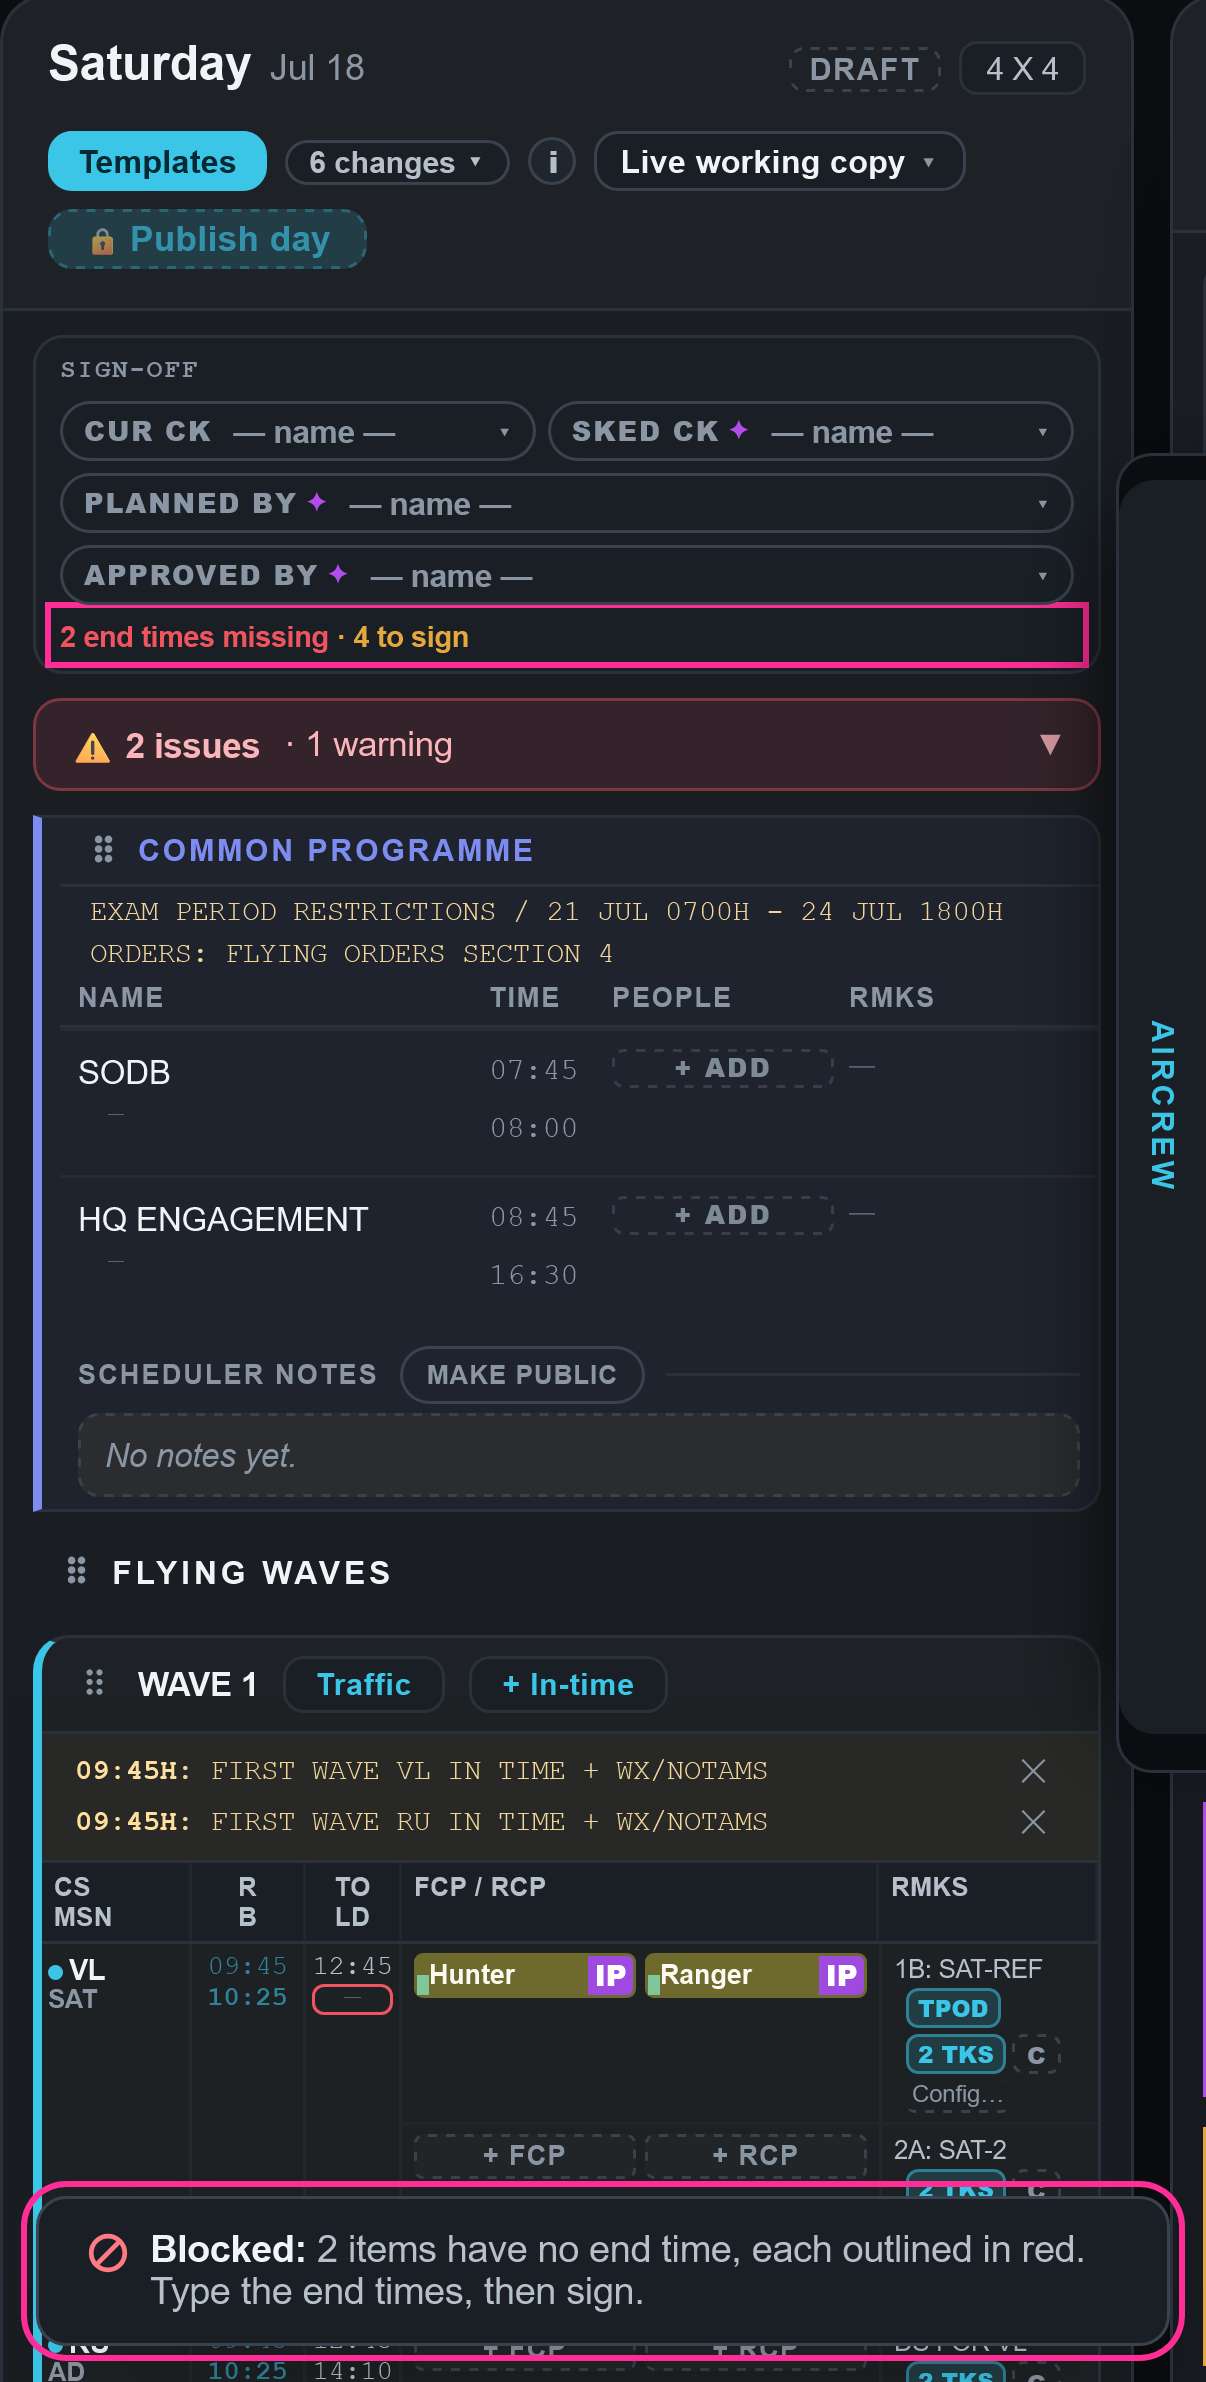 Saturday Jul 18
DRAFT
4 X 4
Templates
6 changes ▾
i
Live working copy ▾
Publish day
SIGN-OFF
CUR CK — name —
SKED CK ✦ — name —
PLANNED BY ✦ — name —
APPROVED BY ✦ — name —
2 end times missing · 4 to sign
2 issues · 1 warning
COMMON PROGRAMME
EXAM PERIOD RESTRICTIONS / 21 JUL 0700H - 24 JUL 1800H
ORDERS: FLYING ORDERS SECTION 4
NAME TIME PEOPLE RMKS
SODB 07:45 + ADD —
— 08:00
HQ ENGAGEMENT 08:45 + ADD —
— 16:30
SCHEDULER NOTES MAKE PUBLIC
No notes yet.
FLYING WAVES
WAVE 1 Traffic + In-time
09:45H: FIRST WAVE VL IN TIME + WX/NOTAMS
09:45H: FIRST WAVE RU IN TIME + WX/NOTAMS
CS R TO FCP / RCP RMKS
MSN B LD
VL 09:45 12:45 Hunter IP Ranger IP 1B: SAT-REF
SAT 10:25 —
TPOD
2 TKS C
Config...
+ FCP + RCP 2A: SAT-2
2 TKS C
Blocked: 2 items have no end time, each outlined in red.
Type the end times, then sign.
+ FCP + RCP
AD 10:25 14:10
2 TKS C
AIRCREW